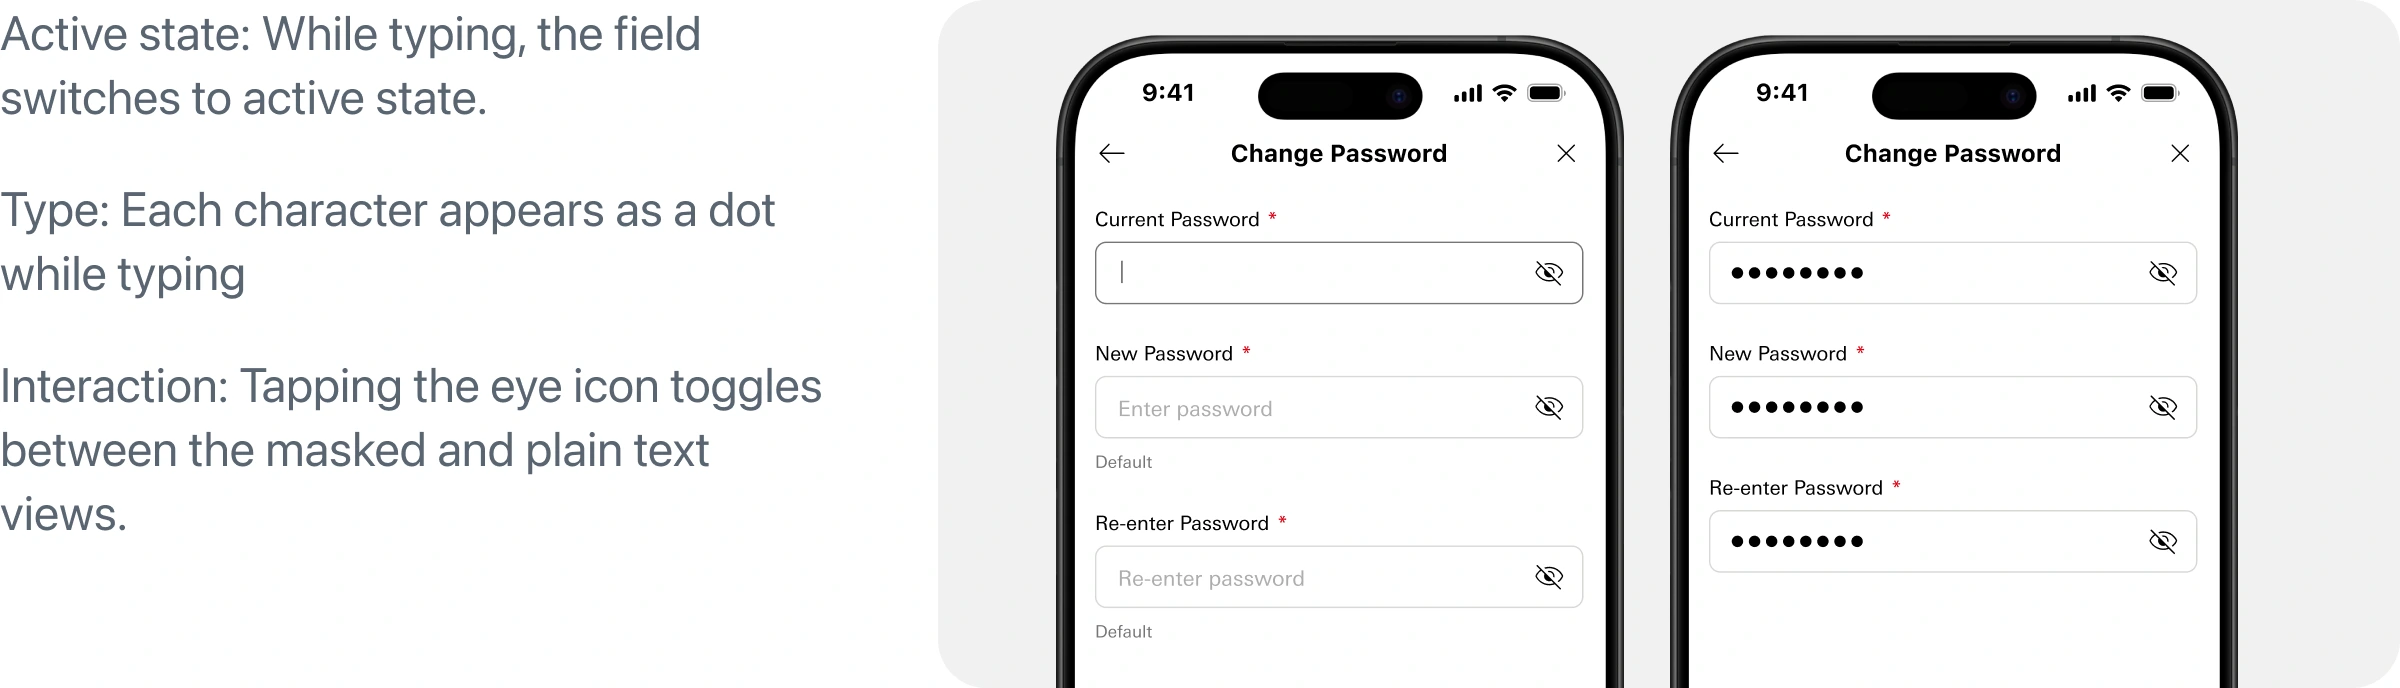 Active state: While typing, the field
switches to active state.
Type: Each character appears as a dot
while typing
Interaction: Tapping the eye icon toggles
between the masked and plain text
views.
9:41
Change Password
Current Password *
New Password *
Enter password
Default
Re-enter Password *
Re-enter password
Default
9:41
Change Password
Current Password *
••••••••
New Password *
••••••••
Re-enter Password *
••••••••